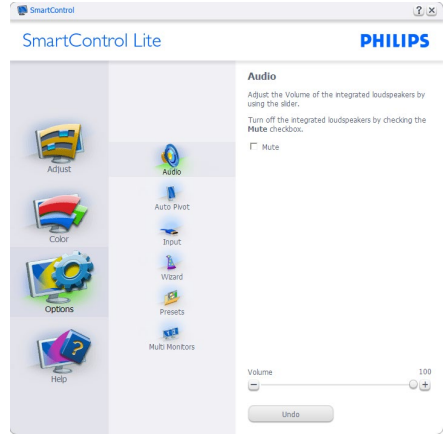 SmartControl
SmartControl Lite
PHILIPS
Adjust
Color
Options
Help
Audio
Auto Pivot
Input
Wizard
Presets
Multi Monitors
Audio
Adjust the Volume of the integrated loudspeakers by
using the slider.
Turn off the integrated loudspeakers by checking the
Mute checkbox.
Mute
Volume 100
Undo